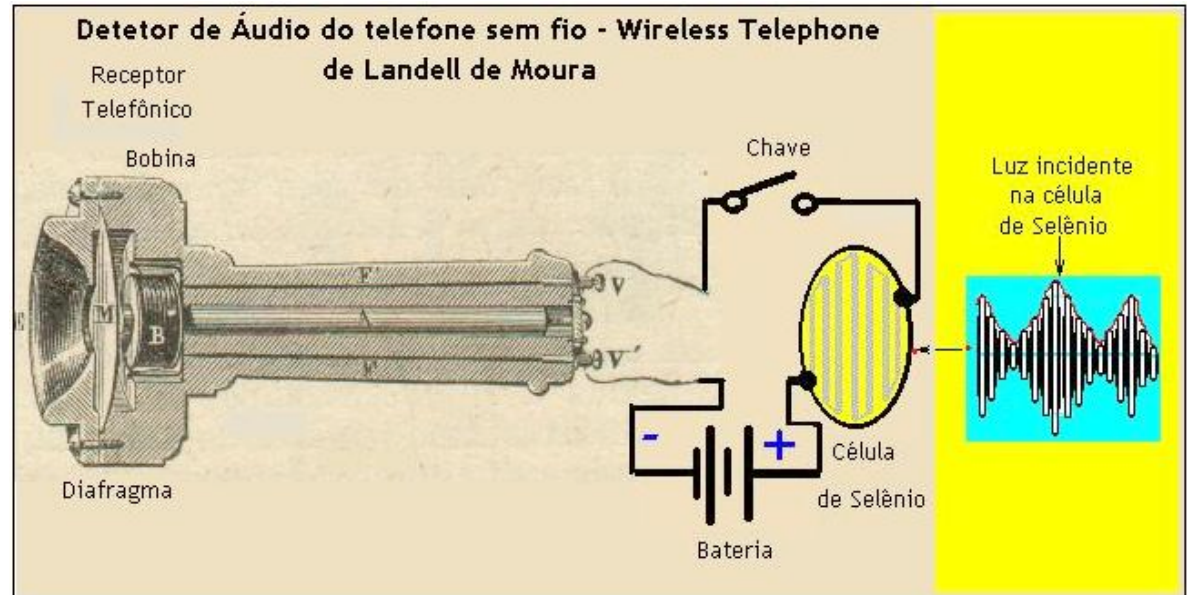 Detetor de Áudio do telefone sem fio - Wireless Telephone
de Landell de Moura
Receptor
Telefônico
Bobina
Chave
Luz incidente
na célula
de Selênio
F
V
E
M
B
A
V´
F
-
+
Célula
de Selênio
Diafragma
Bateria